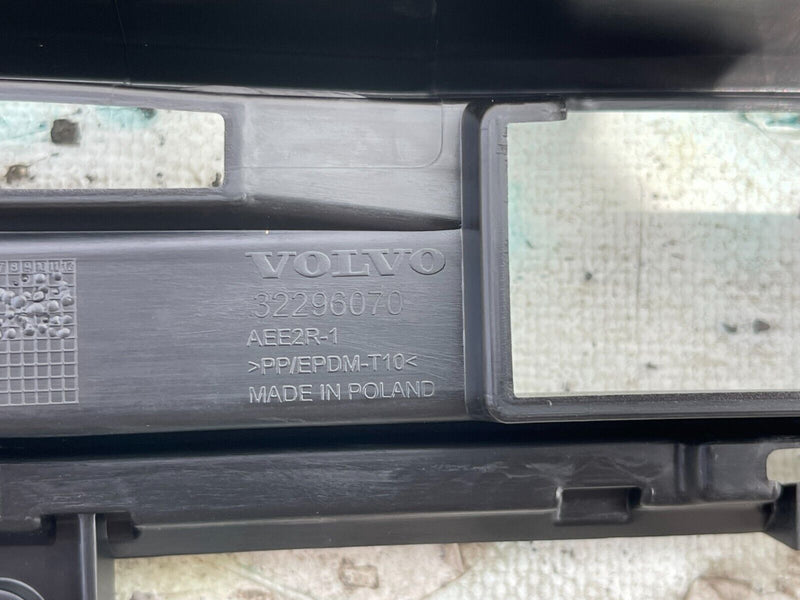 VOLVO
32296070
AEE2R-1
>PP/EPDM-T10<
MADE IN POLAND